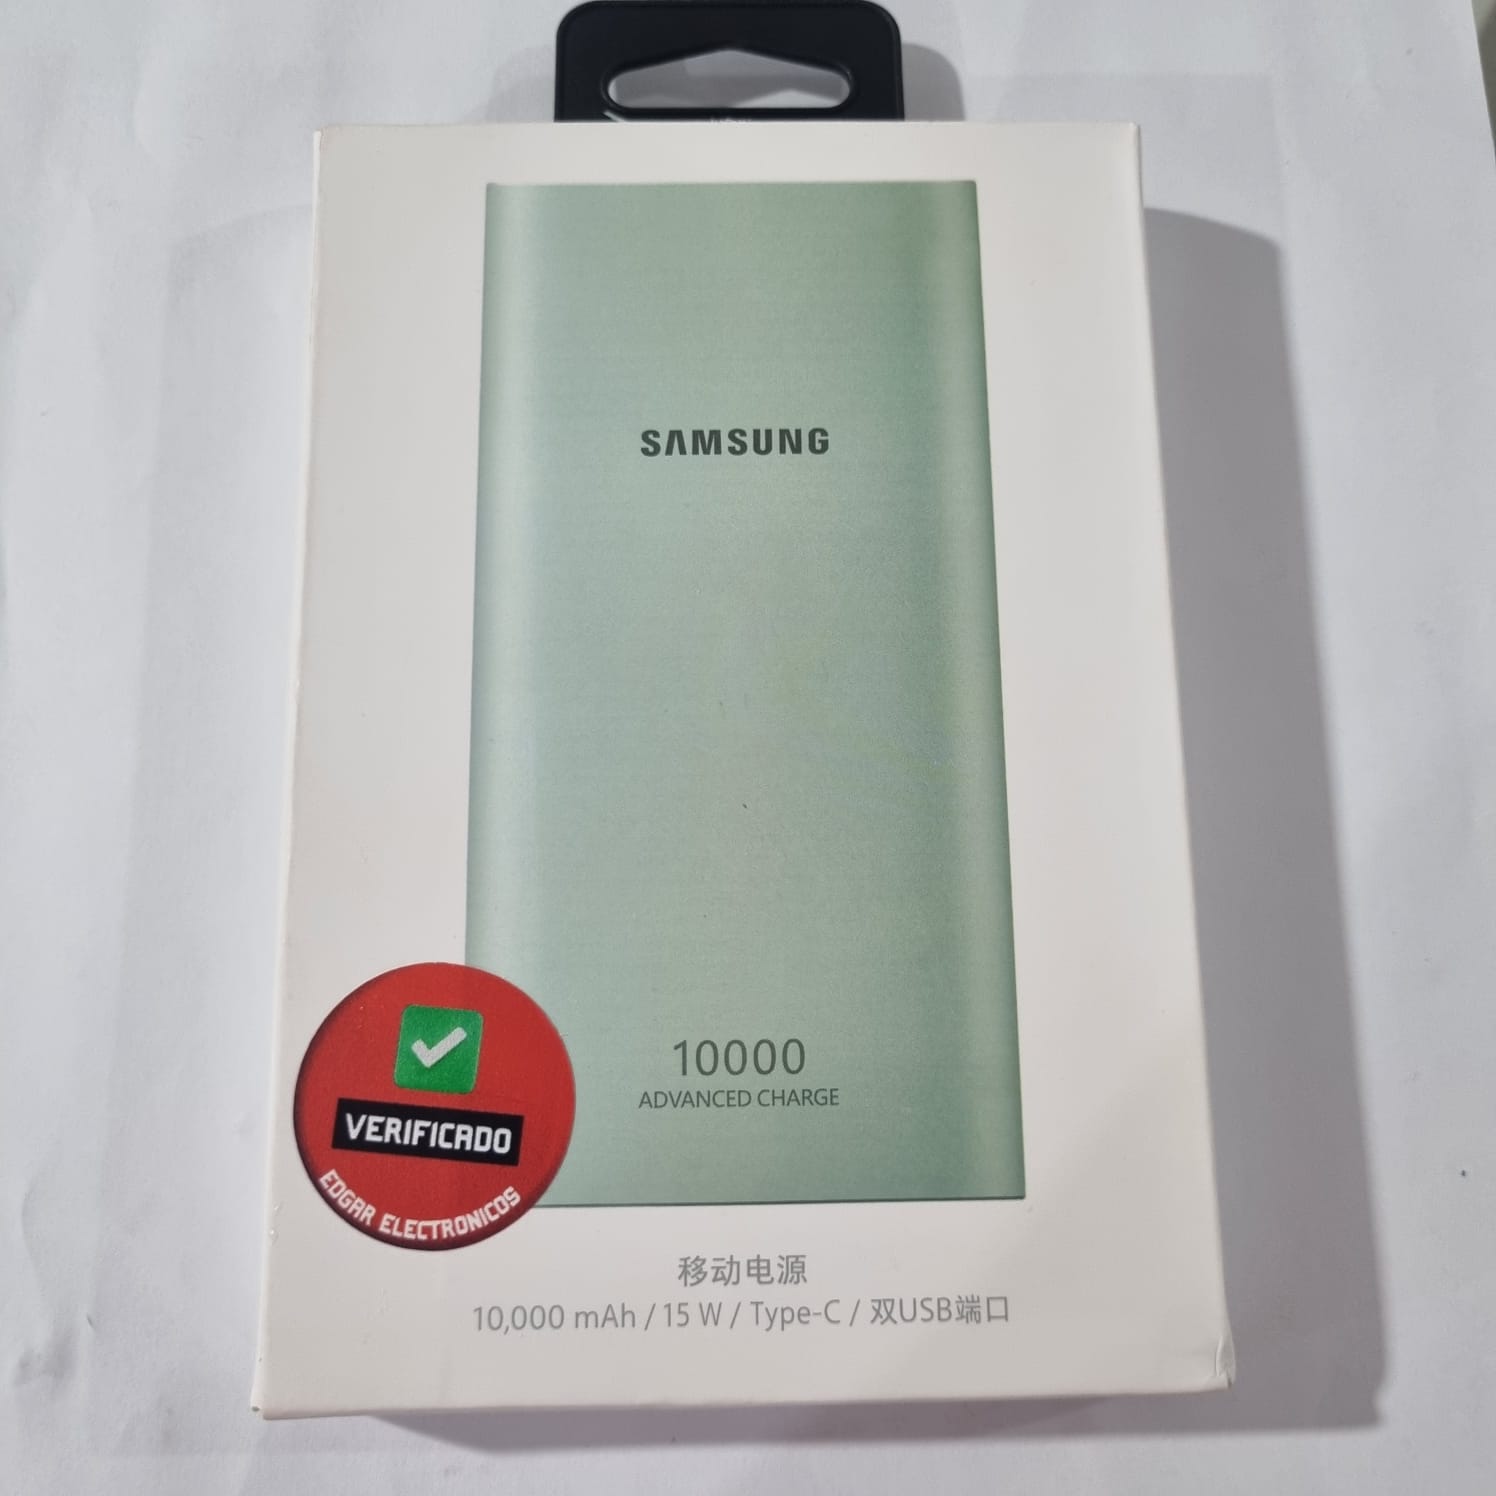 SAMSUNG
10000
ADVANCED CHARGE
VERIFICADO
EDGAR ELECTRONICOS
移动电源
10,000 mAh / 15 W / Type-C / 双USB端口